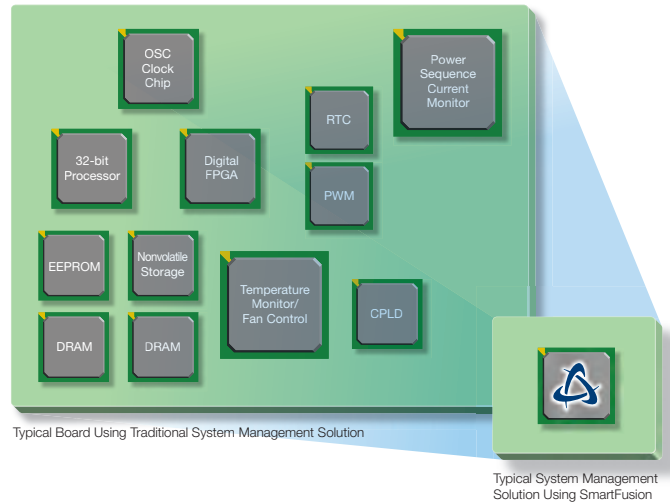 OSC
Clock
Chip
Power
Sequence
Current
Monitor
RTC
32-bit
Processor
Digital
FPGA
PWM
EEPROM
Nonvolatile
Storage
Temperature
Monitor/
Fan Control
CPLD
DRAM
DRAM
Typical Board Using Traditional System Management Solution
Typical System Management
Solution Using SmartFusion